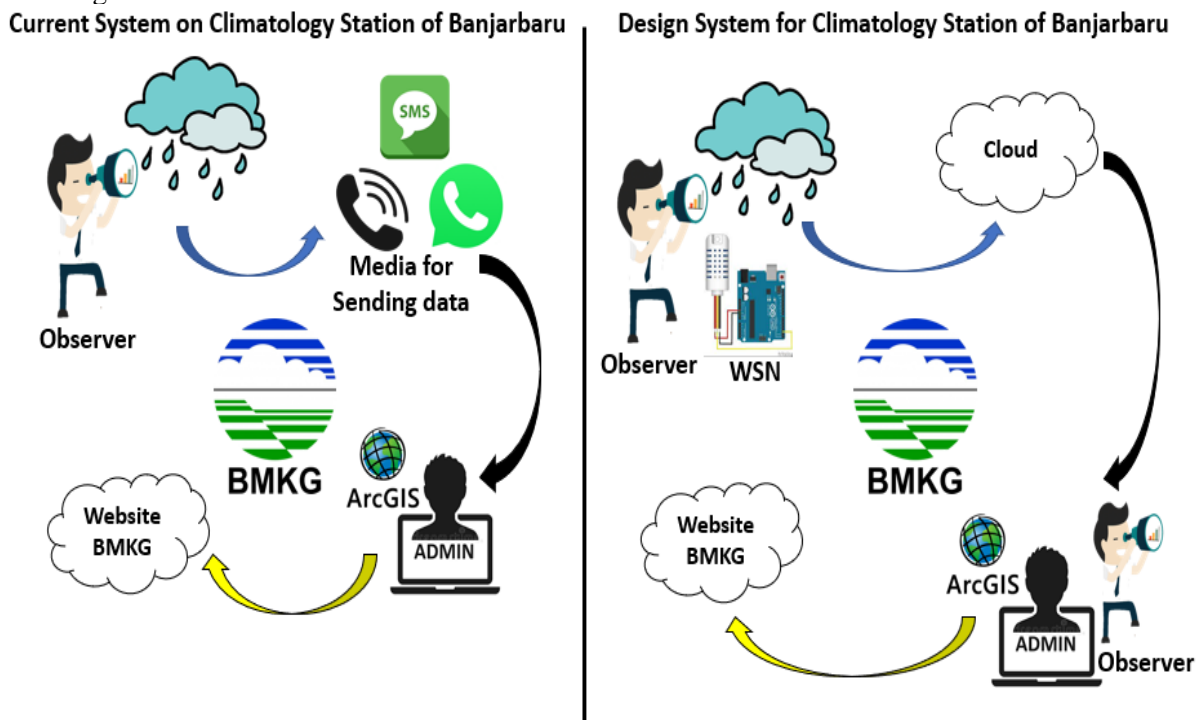 Current System on Climatology Station of Banjarbaru
SMS
Media for
Sending data
Observer
BMKG
ArcGIS
ADMIN
Website
BMKG
Design System for Climatology Station of Banjarbaru
Cloud
Observer
WSN
BMKG
Website
BMKG
ArcGIS
ADMIN
Observer